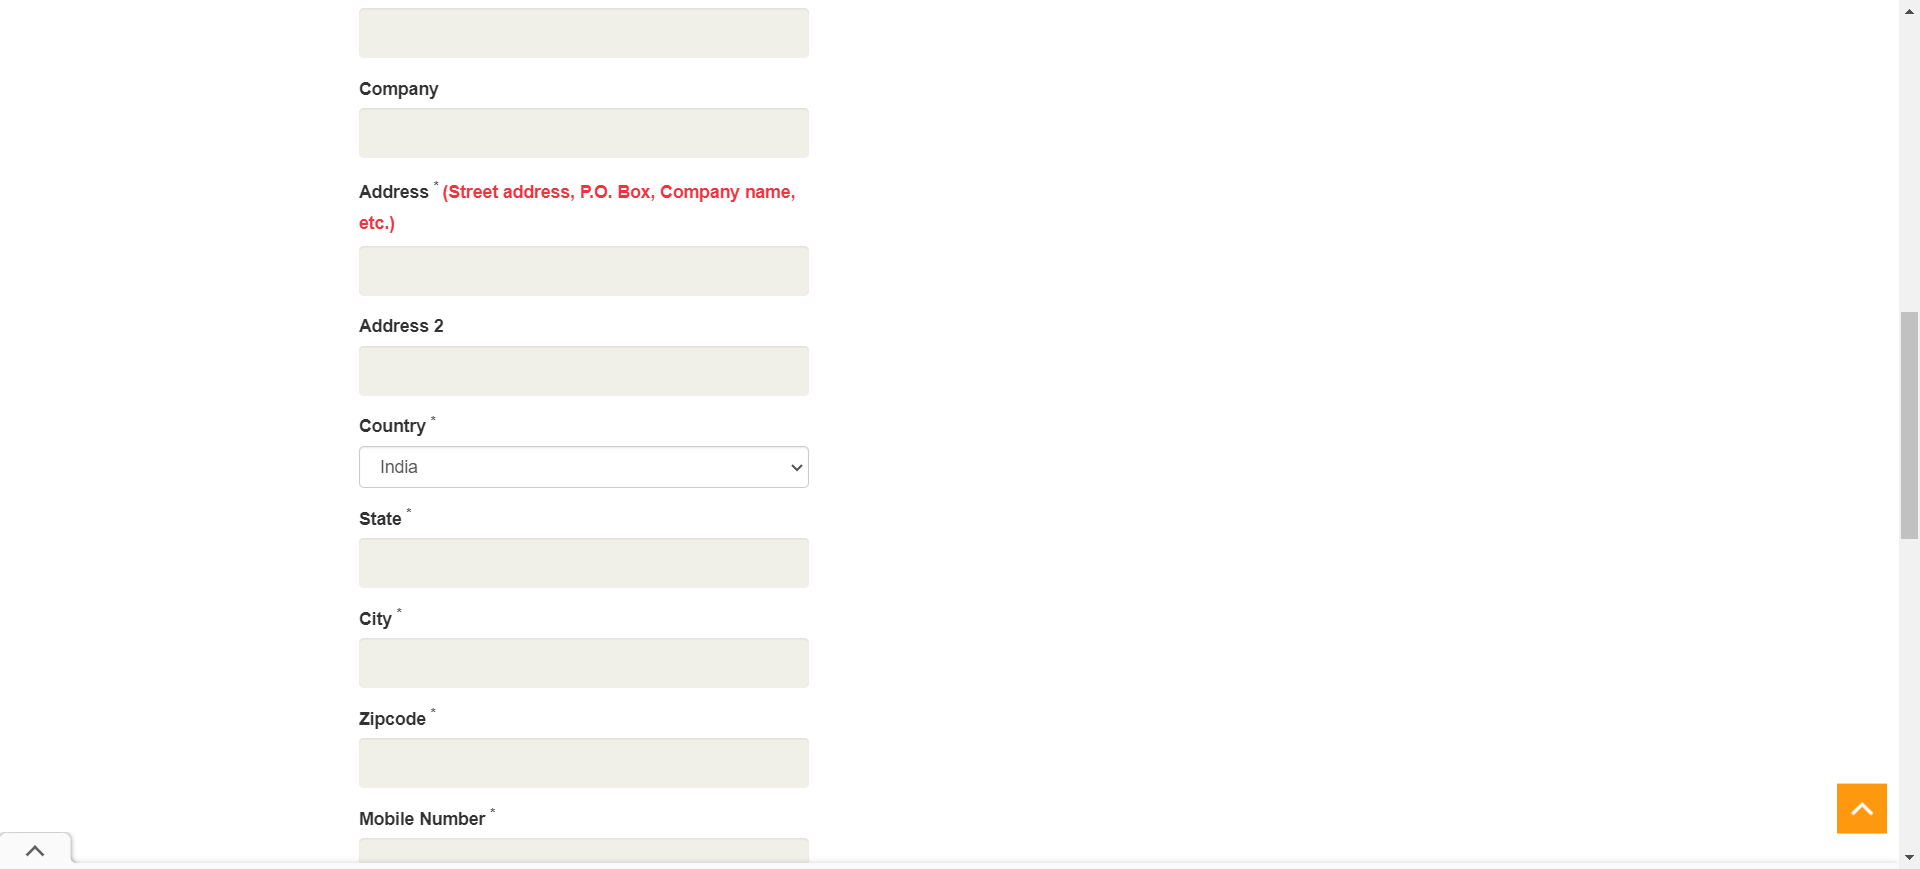 Company
Address * (Street address, P.O. Box, Company name,
etc.)
Address 2
Country *
India
State *
City *
Zipcode *
Mobile Number *